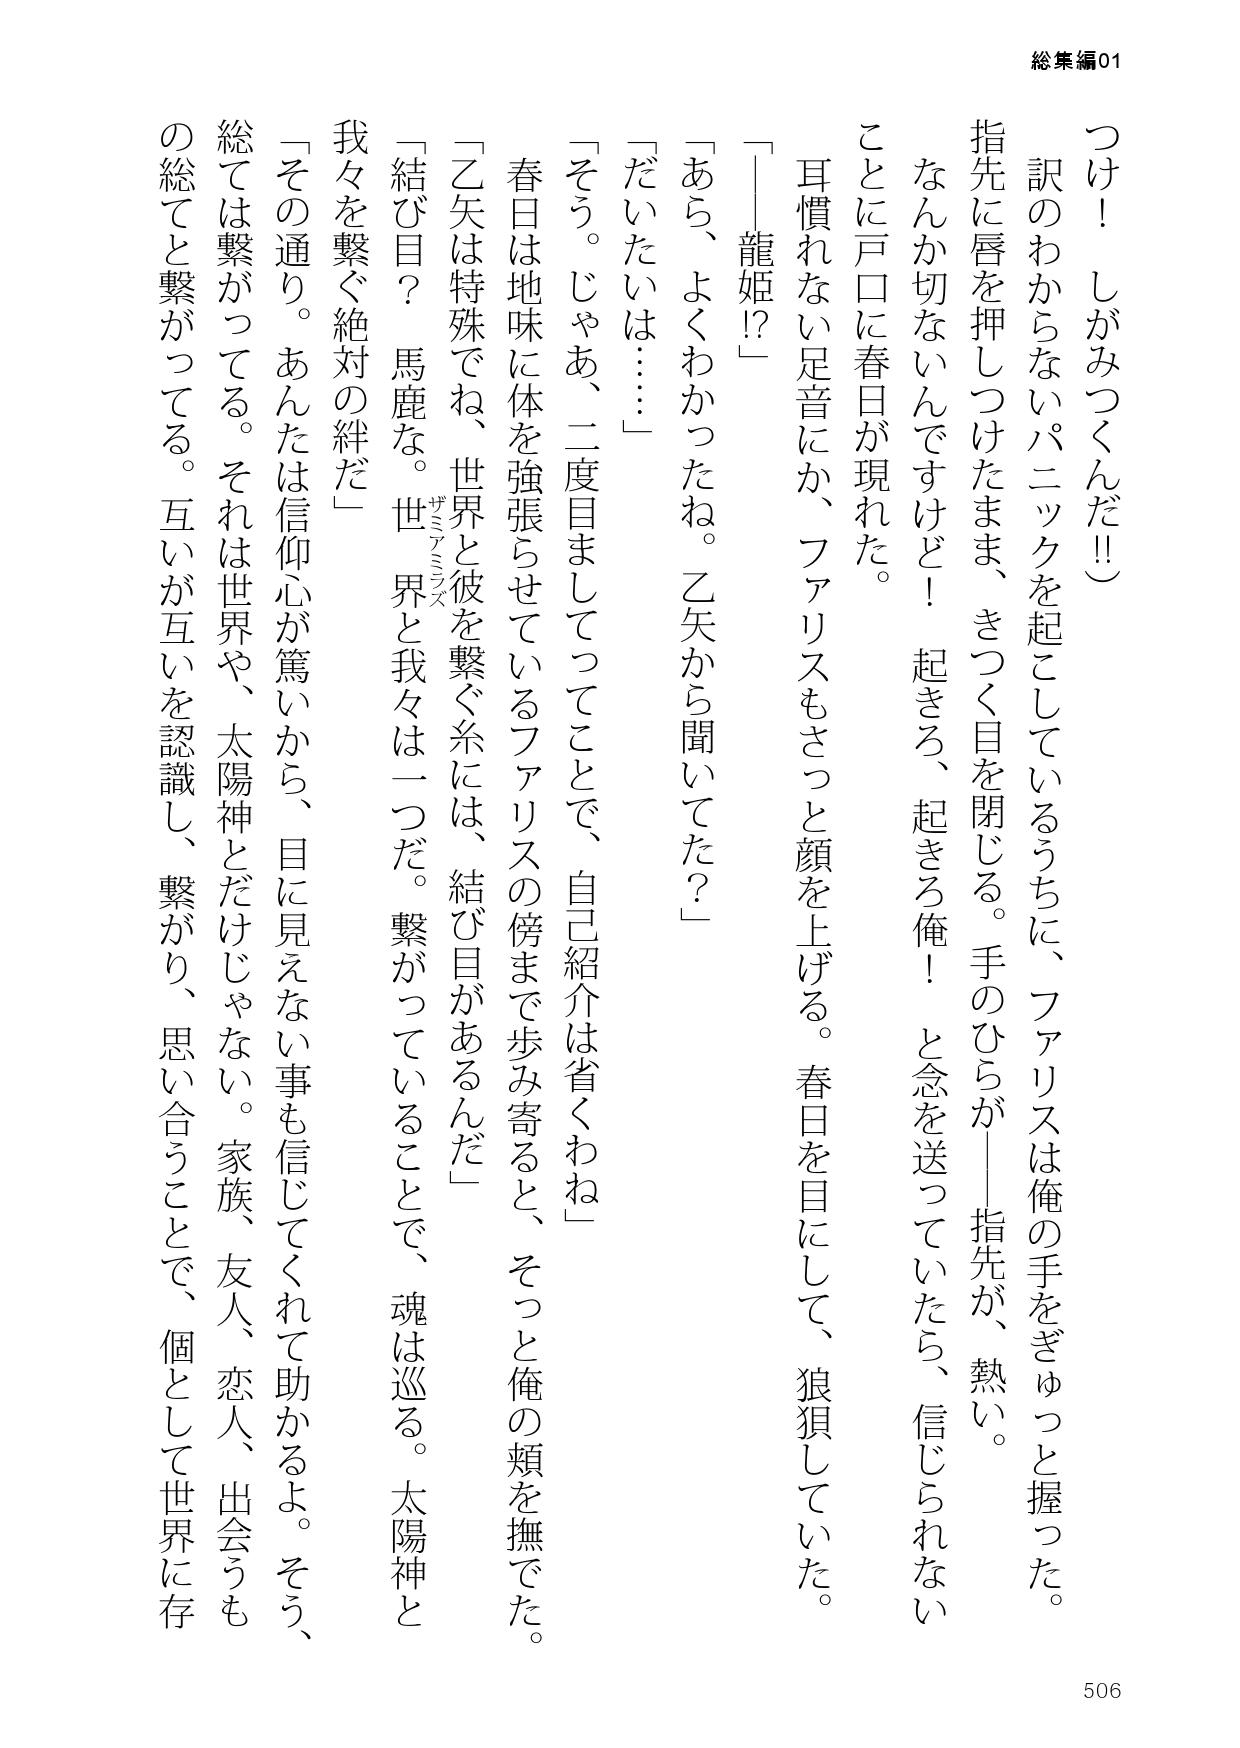 総集編01
つけ！　しがみつくんだ!!）
　訳のわからないパニックを起こしているうちに、ファリスは俺の手をぎゅっと握った。
指先に唇を押しつけたまま、きつく目を閉じる。手のひらが――指先が、熱い。
　なんか切ないんですけど！　起きろ、起きろ俺！　と念を送っていたら、信じられない
ことに戸口に春日が現れた。
　耳慣れない足音にか、ファリスもさっと顔を上げる。春日を目にして、狼狽していた。
「――龍姫!?」
「あら、よくわかったね。乙矢から聞いてた？」
「だいたいは……」
「そう。じゃあ、二度目ましてってことで、自己紹介は省くわね」
　春日は地味に体を強張らせているファリスの傍まで歩み寄ると、そっと俺の頬を撫でた。
「乙矢は特殊でね、世界と彼を繋ぐ糸には、結び目があるんだ」
「結び目？　馬鹿な。世　界と我々は一つだ。繋がっていることで、魂は巡る。太陽神と
ザミアミラズ
我々を繋ぐ絶対の絆だ」
「その通り。あんたは信仰心が篤いから、目に見えない事も信じてくれて助かるよ。そう、
総ては繋がってる。それは世界や、太陽神とだけじゃない。家族、友人、恋人、出会うも
の総てと繋がってる。互いが互いを認識し、繋がり、思い合うことで、個として世界に存
506